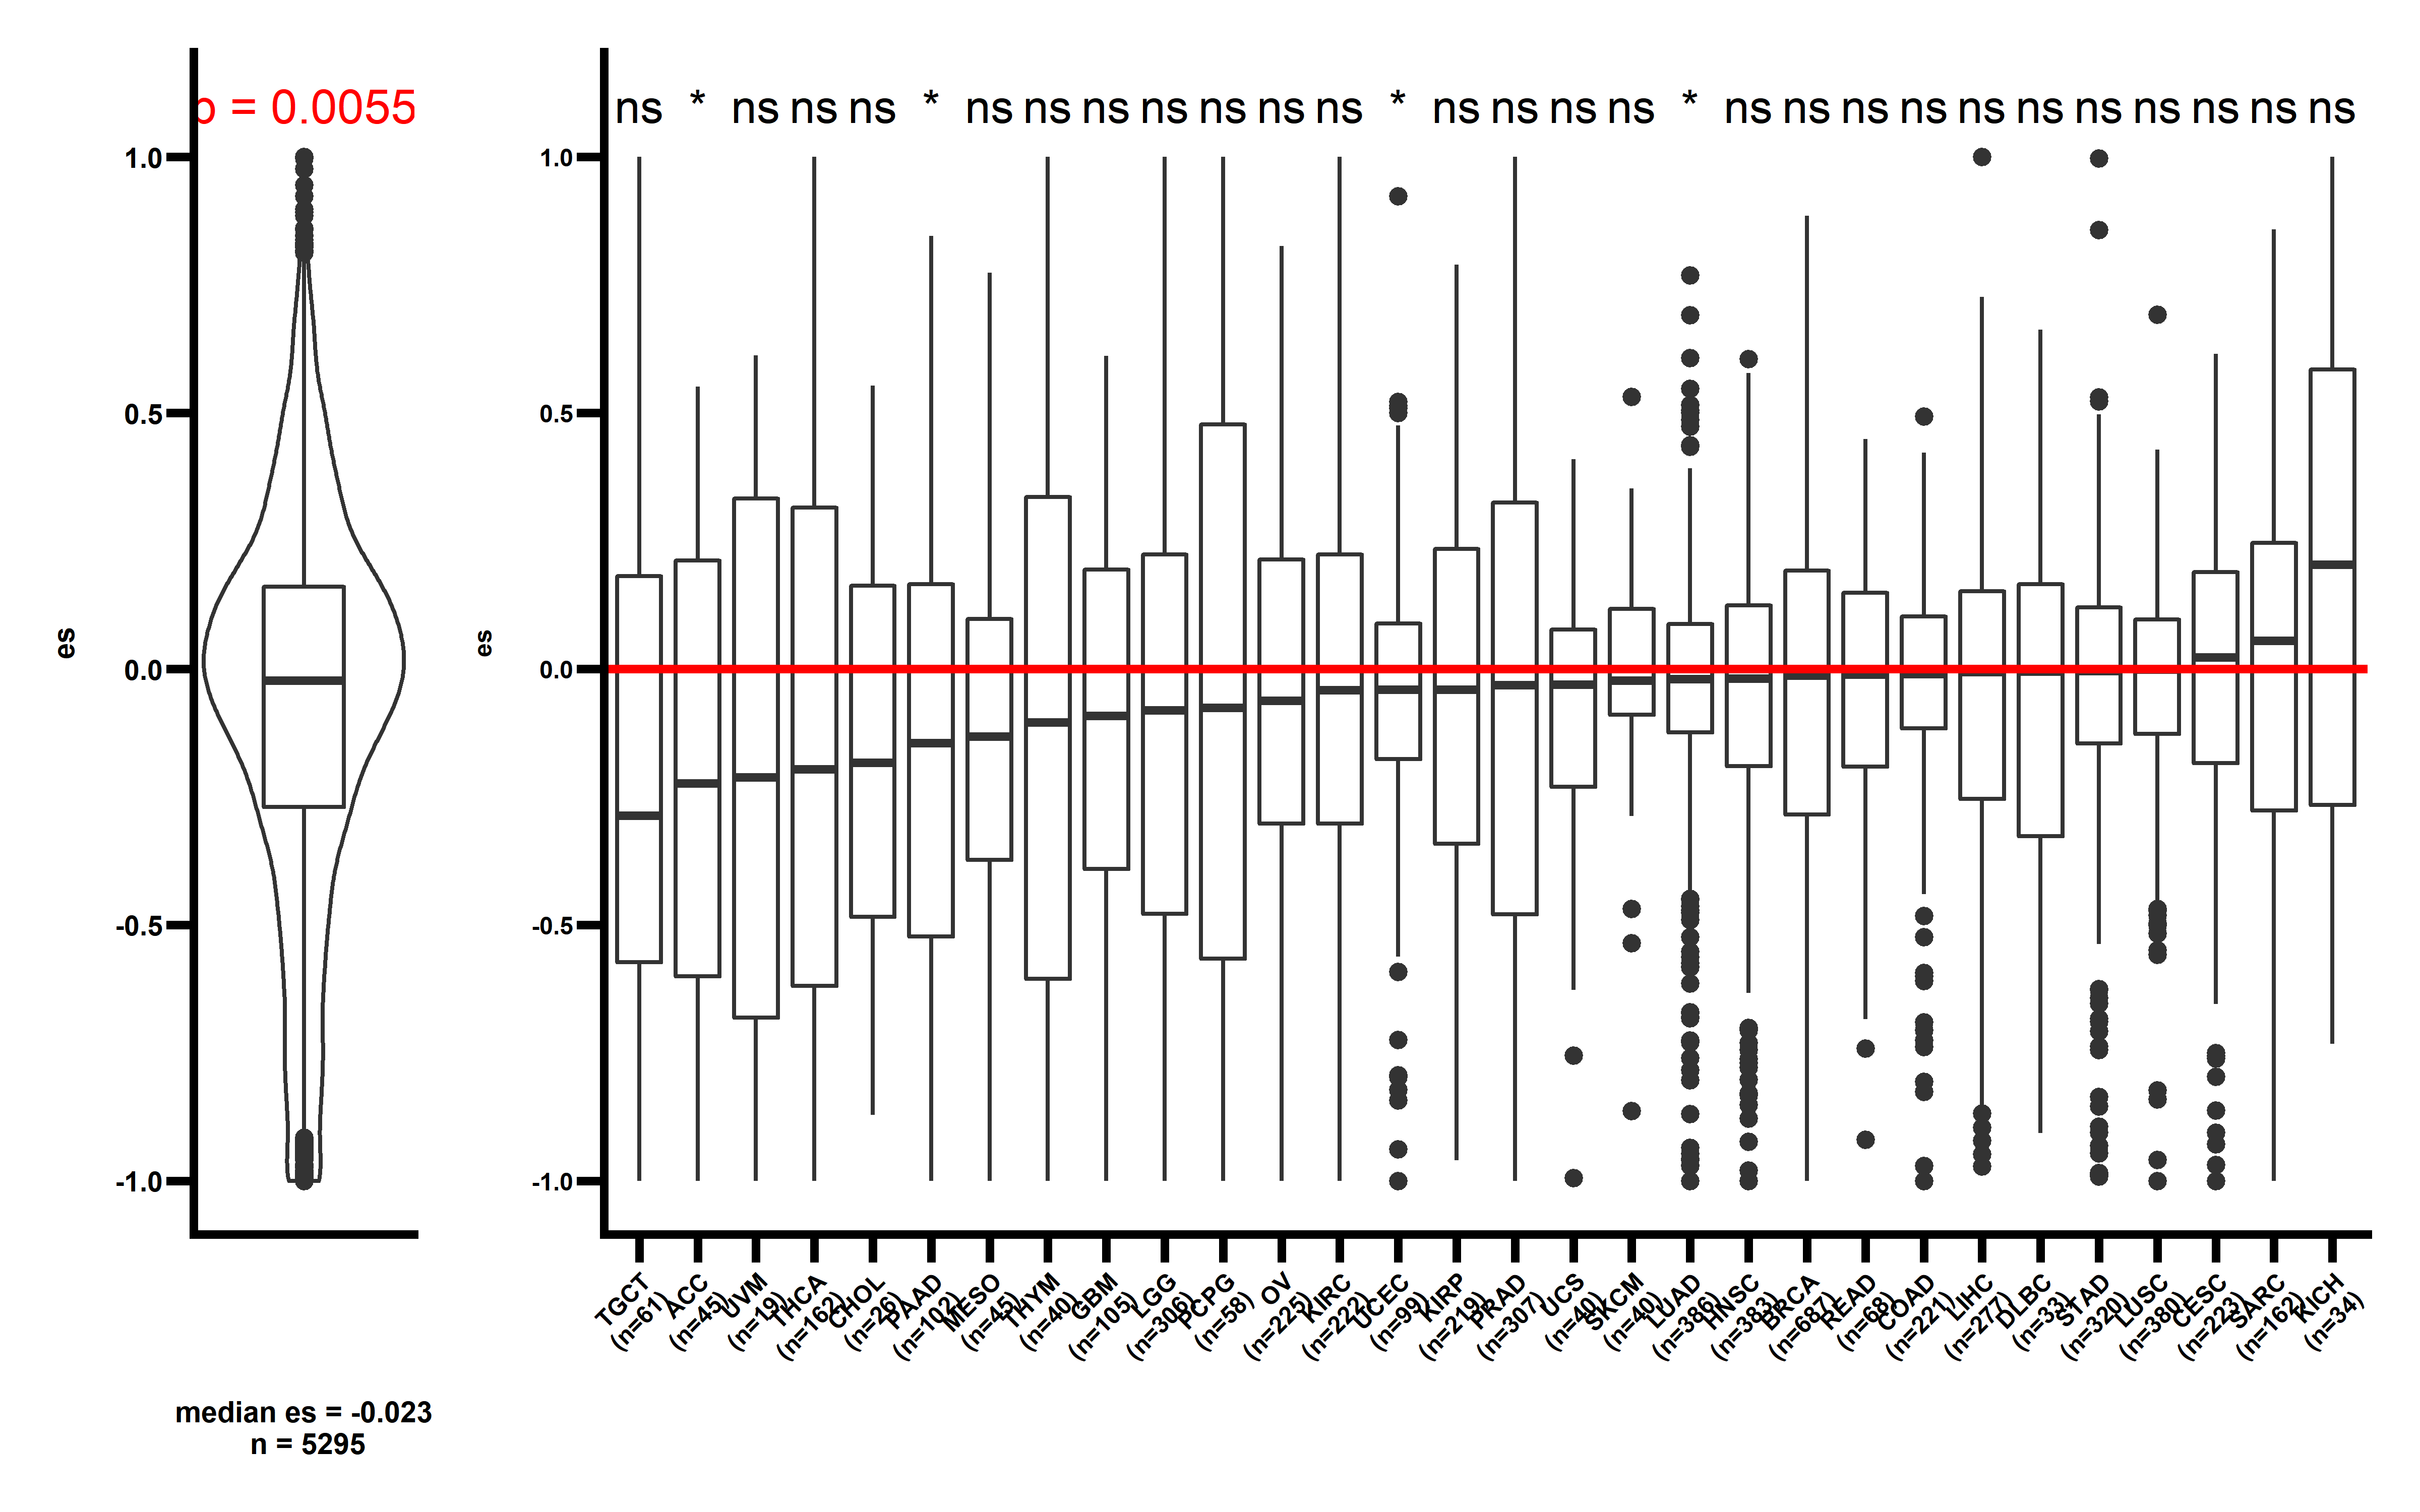 p = 0.0055
1.0
0.5
0.0
-0.5
-1.0
es
median es = -0.023
n = 5295
ns * ns ns ns * ns ns ns ns ns ns ns * ns ns ns ns * ns ns ns ns ns ns ns ns ns ns ns
1.0
0.5
0.0
-0.5
-1.0
es
TGCT
(n=61)
ACC
(n=45)
UVM
(n=19)
THCA
(n=162)
CHOL
(n=26)
PAAD
(n=102)
MESO
(n=45)
THYM
(n=40)
GBM
(n=105)
LGG
(n=306)
PCPG
(n=58)
OV
(n=225)
KIRC
(n=222)
UCEC
(n=99)
KIRP
(n=219)
PRAD
(n=307)
UCS
(n=40)
SKCM
(n=40)
LUAD
(n=386)
HNSC
(n=383)
BRCA
(n=687)
READ
(n=68)
COAD
(n=221)
LIHC
(n=277)
DLBC
(n=33)
STAD
(n=320)
LUSC
(n=380)
CESC
(n=223)
SARC
(n=162)
KICH
(n=34)